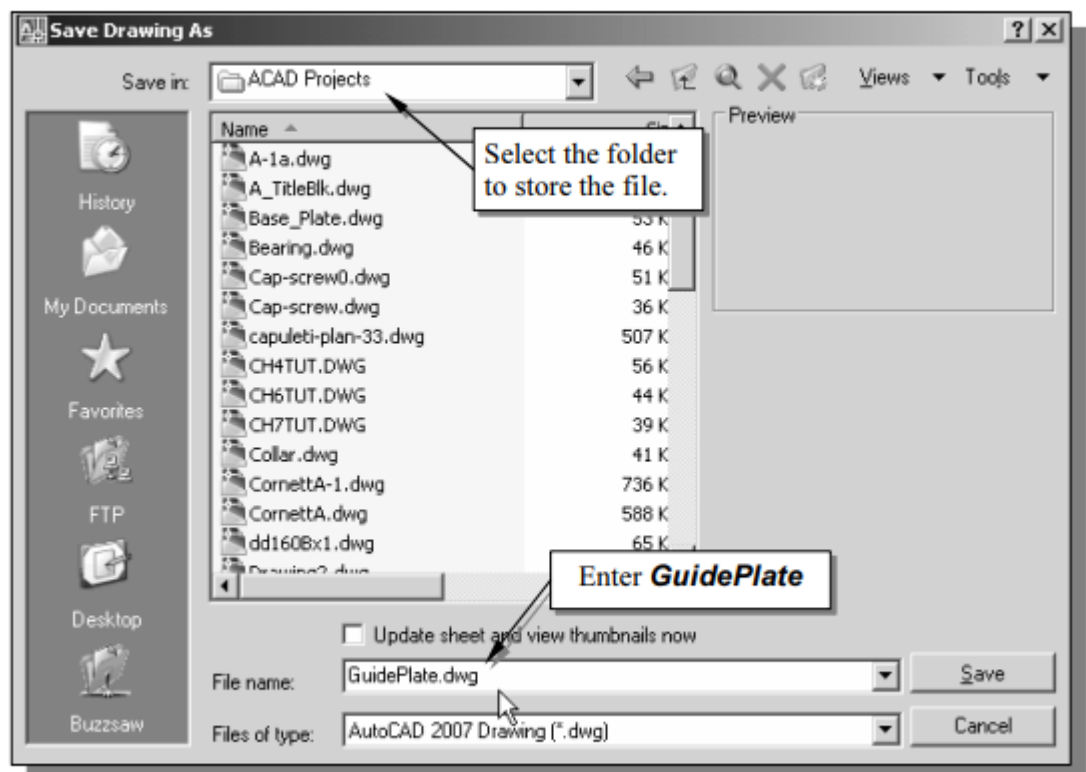 Save Drawing As
Save in:
ACAD Projects
Views
Tools
History
My Documents
Favorites
FTP
Desktop
Buzzsaw
Name
Select the folder
to store the file.
Preview
A-1a.dwg
A_TitleBlk.dwg
Base_Plate.dwg 53 K
Bearing.dwg 46 K
Cap-screw0.dwg 51 K
Cap-screw.dwg 36 K
capuleti-plan-33.dwg 507 K
CH4TUT.DWG 56 K
CH6TUT.DWG 44 K
CH7TUT.DWG 39 K
Collar.dwg 41 K
CornettA-1.dwg 736 K
CornettA.dwg 588 K
dd160Bx1.dwg 65 K
Drawing2.dwg
Enter GuidePlate
Update sheet and view thumbnails now
File name: GuidePlate.dwg Save
Files of type: AutoCAD 2007 Drawing (*.dwg) Cancel